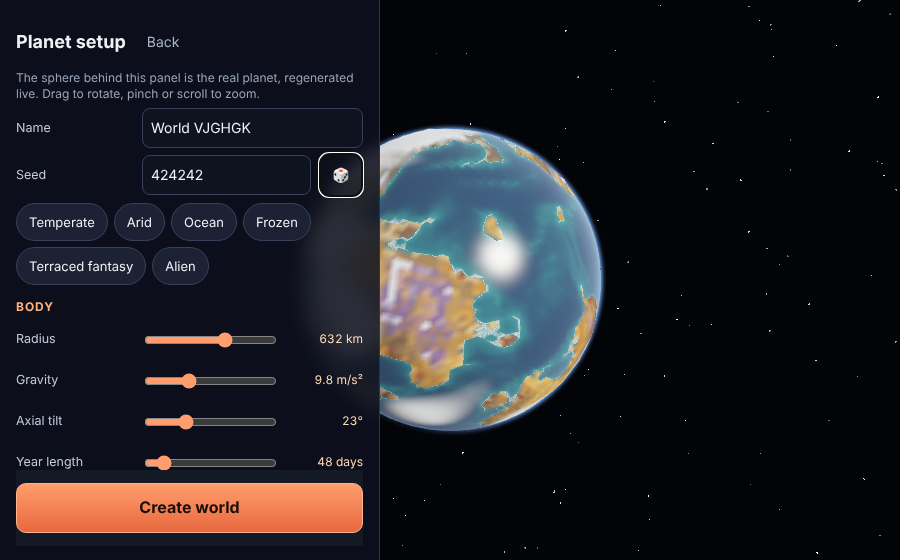 Planet setup Back
The sphere behind this panel is the real planet, regenerated
live. Drag to rotate, pinch or scroll to zoom.
Name World VJGHGK
Seed 424242
Temperate Arid Ocean Frozen
Terraced fantasy Alien
BODY
Radius 632 km
Gravity 9.8 m/s²
Axial tilt 23°
Year length 48 days
Create world